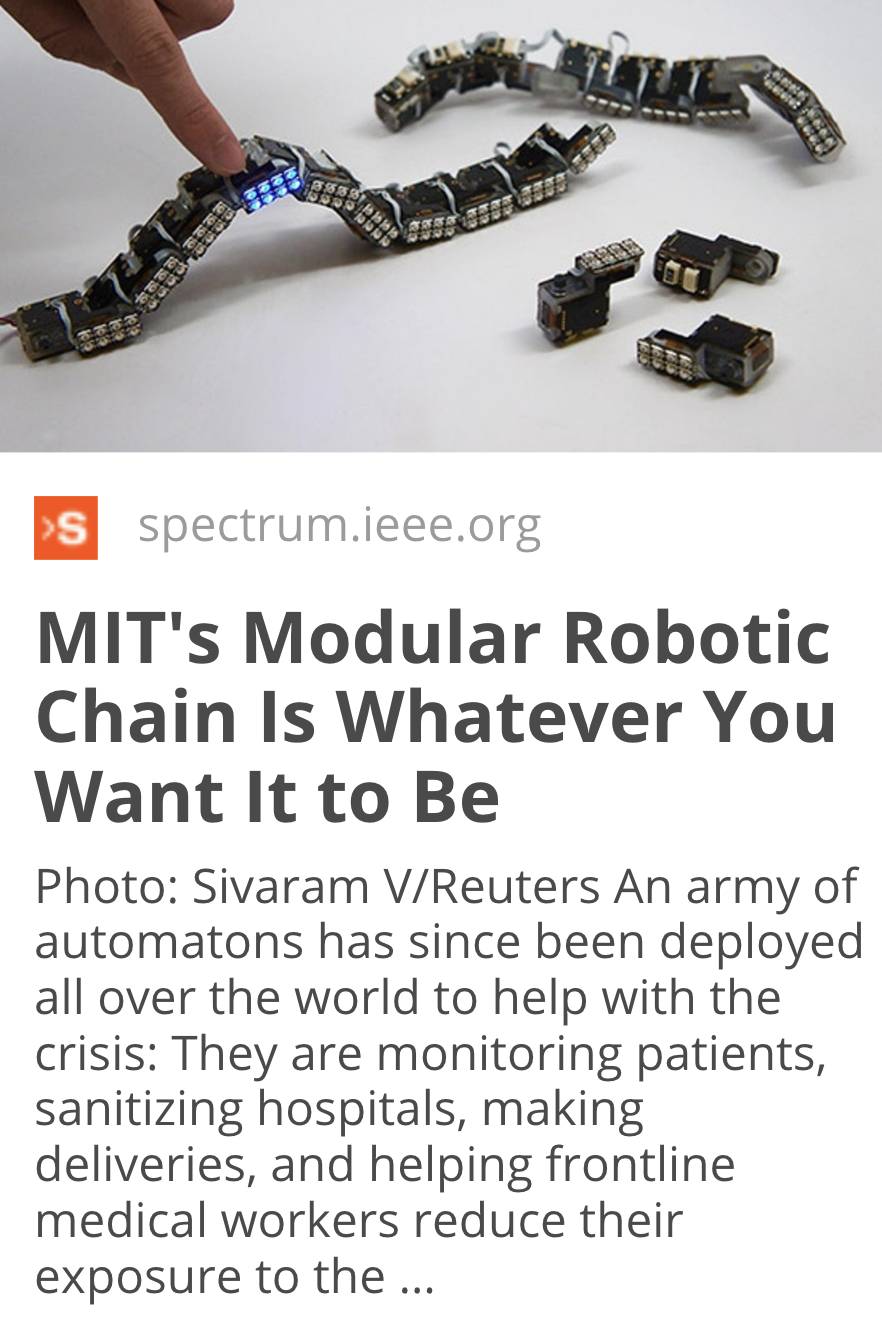 >S
spectrum.ieee.org
MIT's Modular Robotic
Chain Is Whatever You
Want It to Be
Photo: Sivaram V/Reuters An army of
automatons has since been deployed
all over the world to help with the
crisis: They are monitoring patients,
sanitizing hospitals, making
deliveries, and helping frontline
medical workers reduce their
exposure to the ...